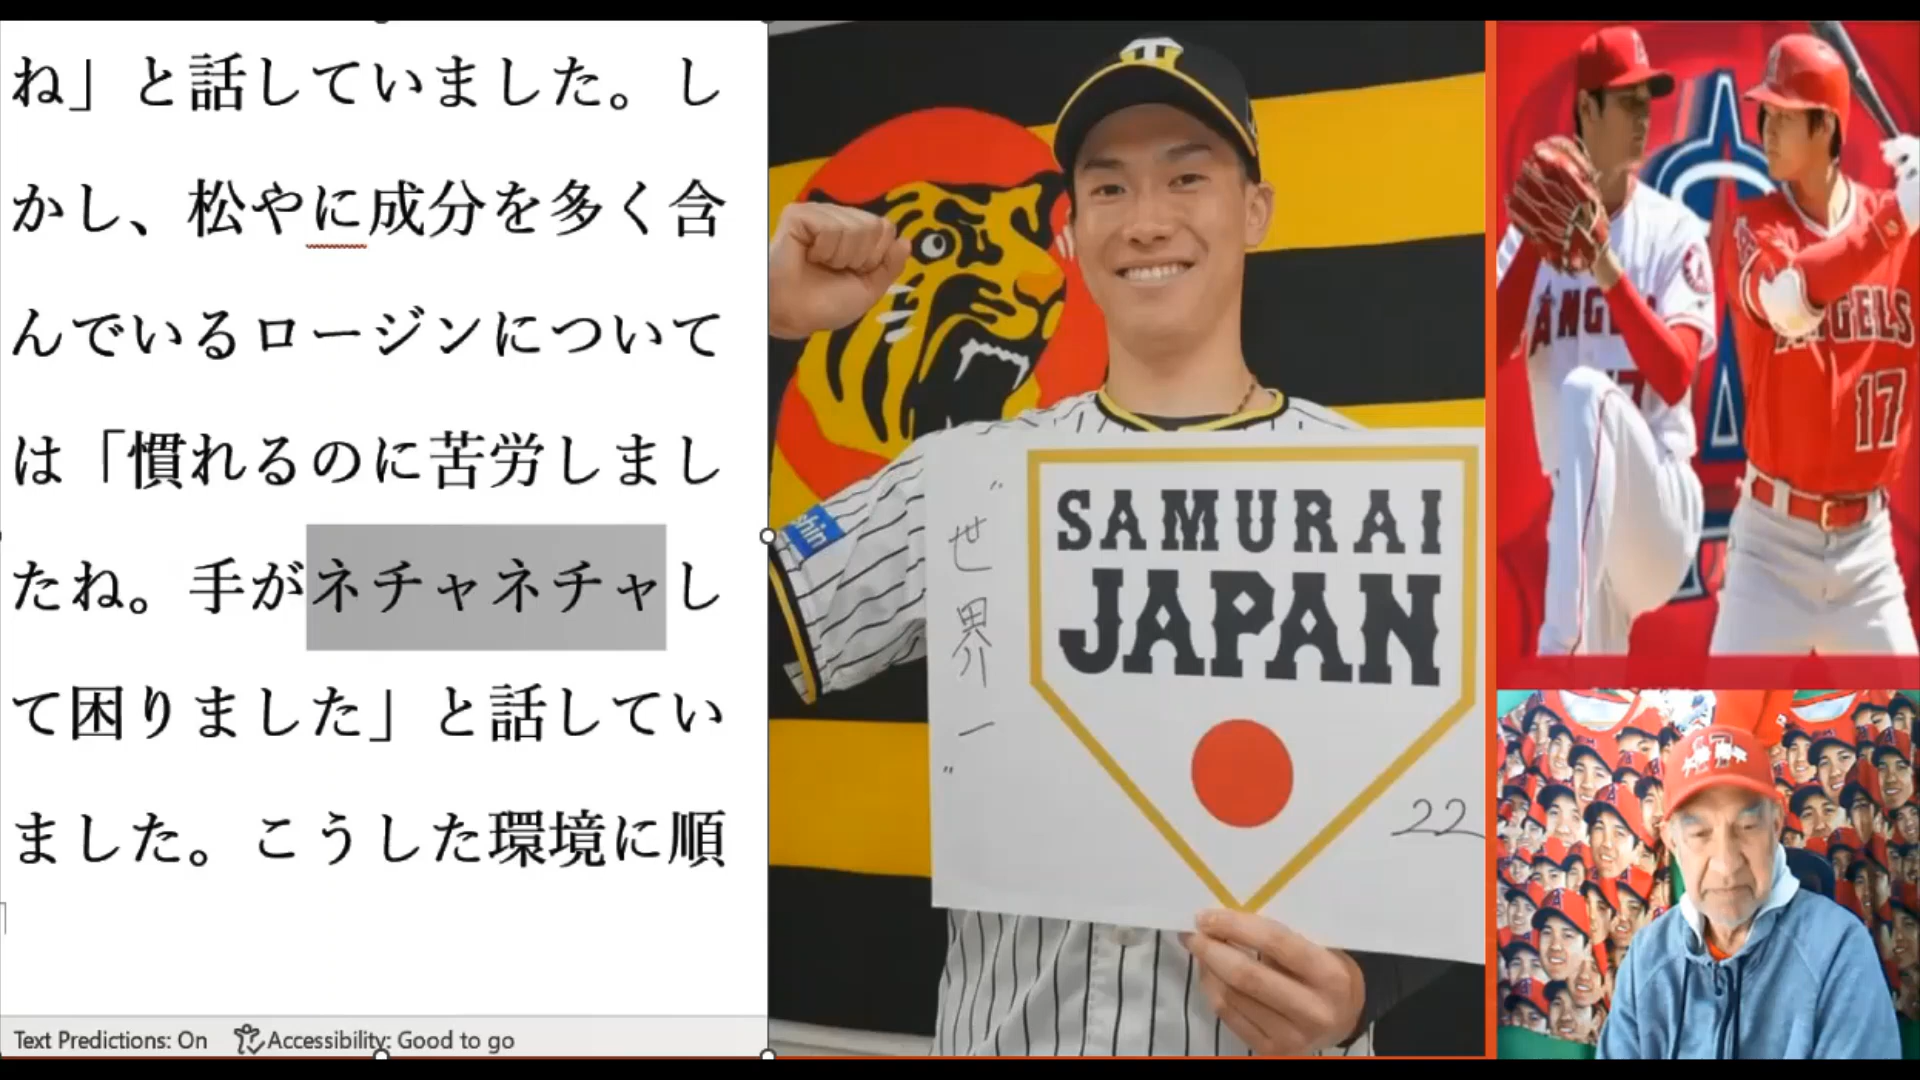 ね」と話していました。し
かし、松やに成分を多く含
んでいるロージンについて
は「慣れるのに苦労しまし
たね。手がネチャネチャし
て困りました」と話してい
ました。こうした環境に順
Text Predictions: On Accessibility: Good to go
shin
"世界一"
SAMURAI
JAPAN
22
ANGELS
17